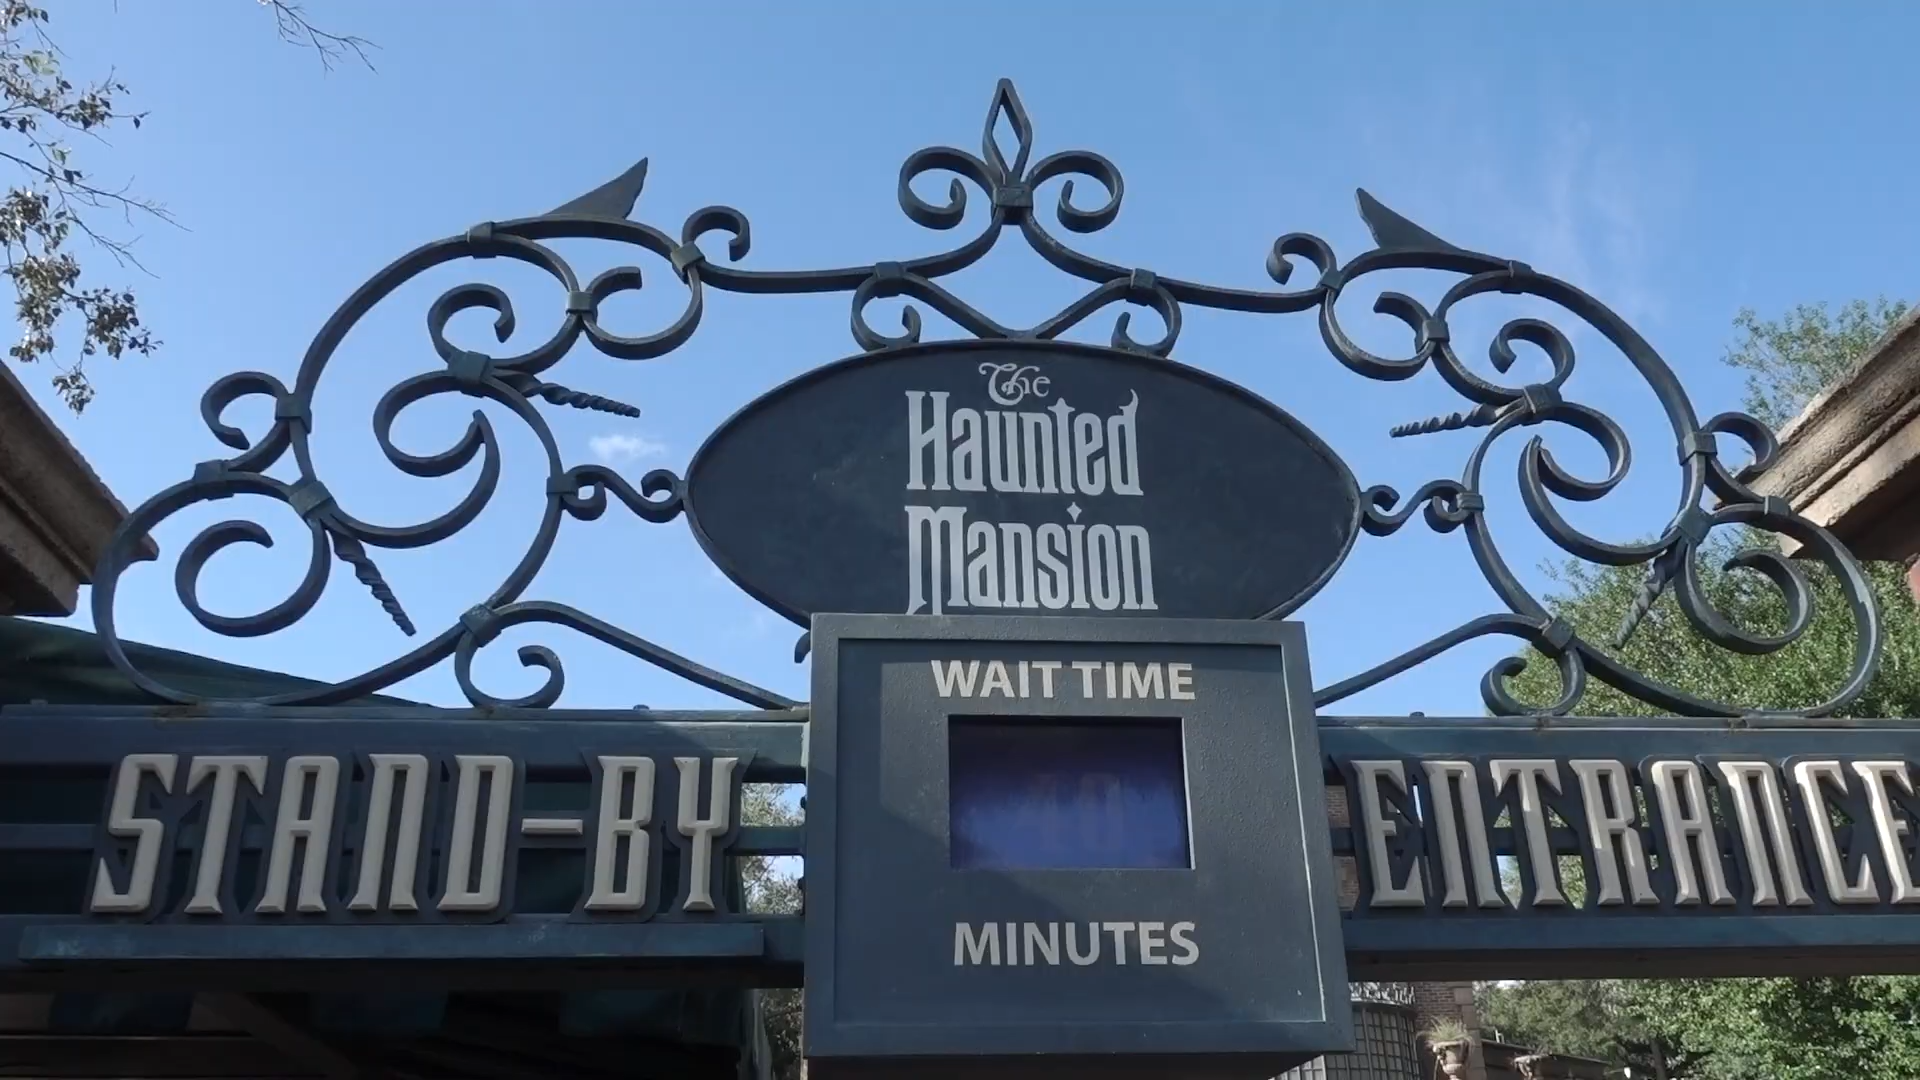 The
Haunted
Mansion
WAIT TIME
MINUTES
STAND-BY
ENTRANCE